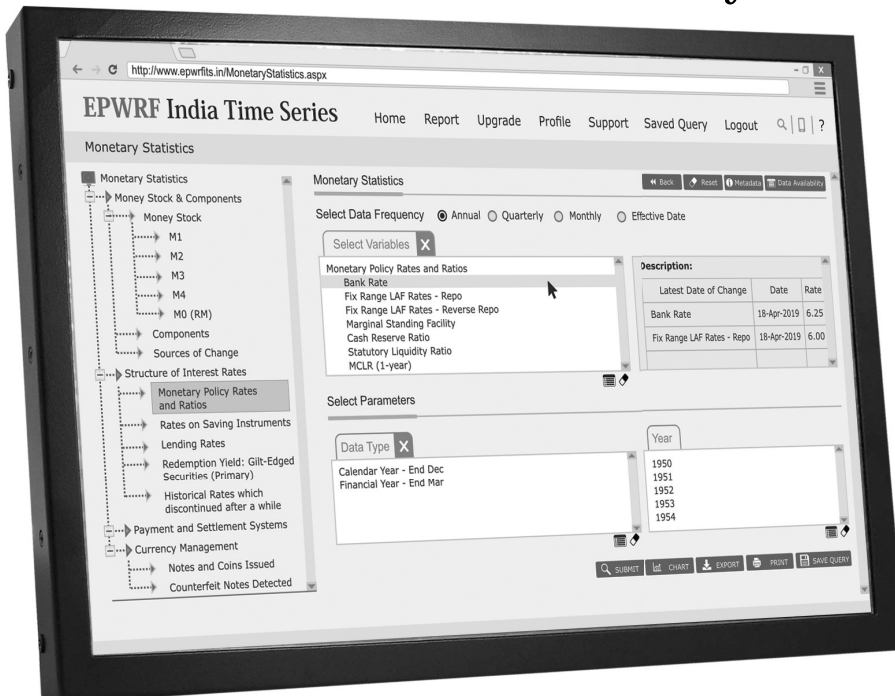 http://www.epwrfits.in/MonetaryStatistics.aspx
EPWRF India Time Series
Home Report Upgrade Profile Support Saved Query Logout ?
Monetary Statistics
Monetary Statistics
Money Stock & Components
Money Stock
M1
M2
M3
M4
M0 (RM)
Components
Sources of Change
Structure of Interest Rates
Monetary Policy Rates
and Ratios
Rates on Saving Instruments
Lending Rates
Redemption Yield: Gilt-Edged
Securities (Primary)
Historical Rates which
discontinued after a while
Payment and Settlement Systems
Currency Management
Notes and Coins Issued
Counterfeit Notes Detected
Monetary Statistics
Back Reset Metadata Data Availability
Select Data Frequency Annual Quarterly Monthly Effective Date
Select Variables X
Monetary Policy Rates and Ratios
Bank Rate
Fix Range LAF Rates - Repo
Fix Range LAF Rates - Reverse Repo
Marginal Standing Facility
Cash Reserve Ratio
Statutory Liquidity Ratio
MCLR (1-year)
Description:
Latest Date of Change Date Rate
Bank Rate 18-Apr-2019 6.25
Fix Range LAF Rates - Repo 18-Apr-2019 6.00
Select Parameters
Data Type X
Calendar Year - End Dec
Financial Year - End Mar
Year
1950
1951
1952
1953
1954
SUBMIT CHART EXPORT PRINT SAVE QUERY